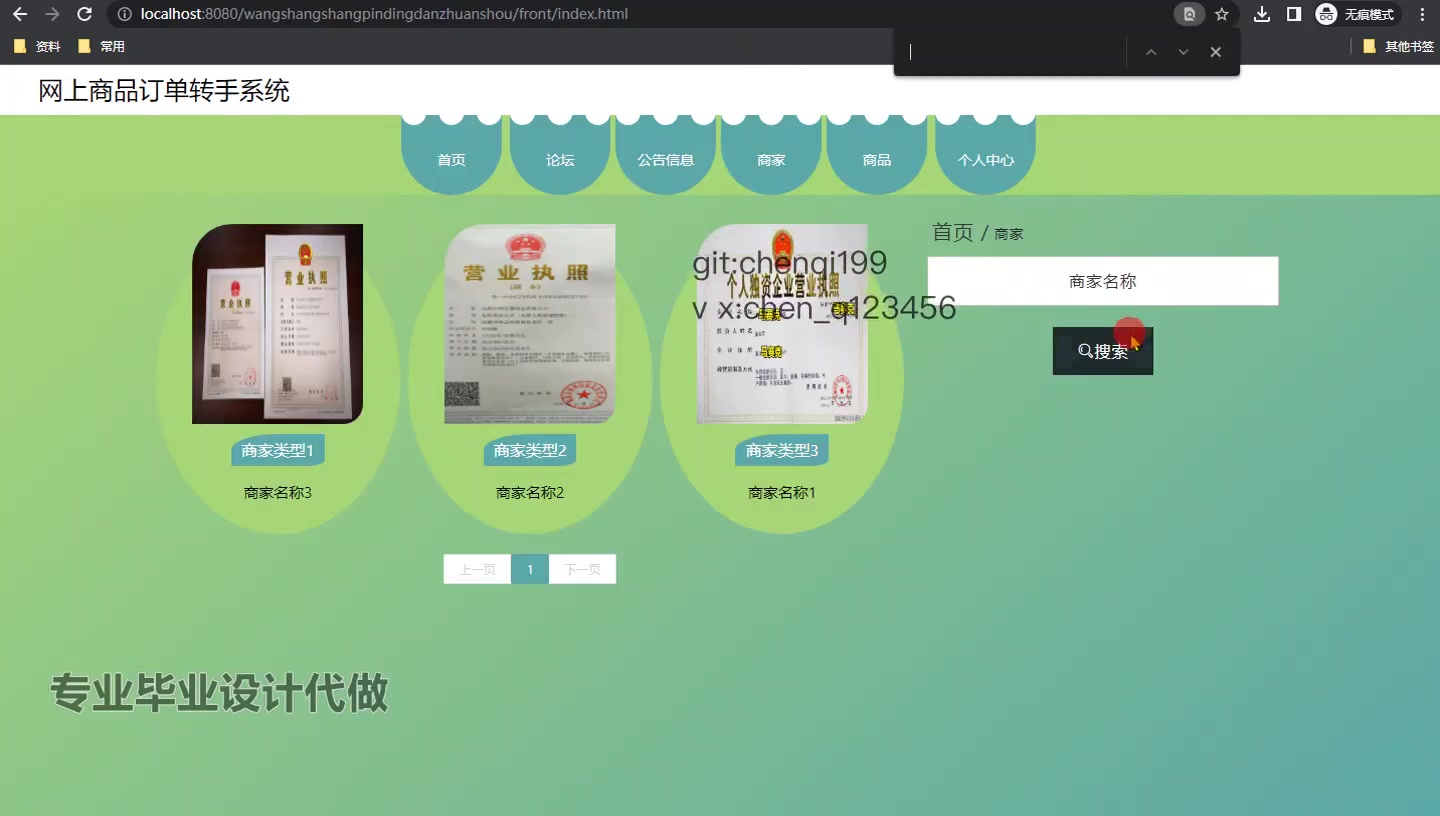 localhost:8080/wangshangshangpindingdanzhuanshou/front/index.html
无痕模式
资料
常用
其他书签
网上商品订单转手系统
首页
论坛
公告信息
商家
商品
个人中心
首页 / 商家
营业执照
营业执照
营业执照
个人独资企业营业执照
git:chenqi199
v x:chen_q123456
商家名称
搜索
商家类型1
商家类型2
商家类型3
商家名称3
商家名称2
商家名称1
上一页
1
下一页
专业毕业设计代做